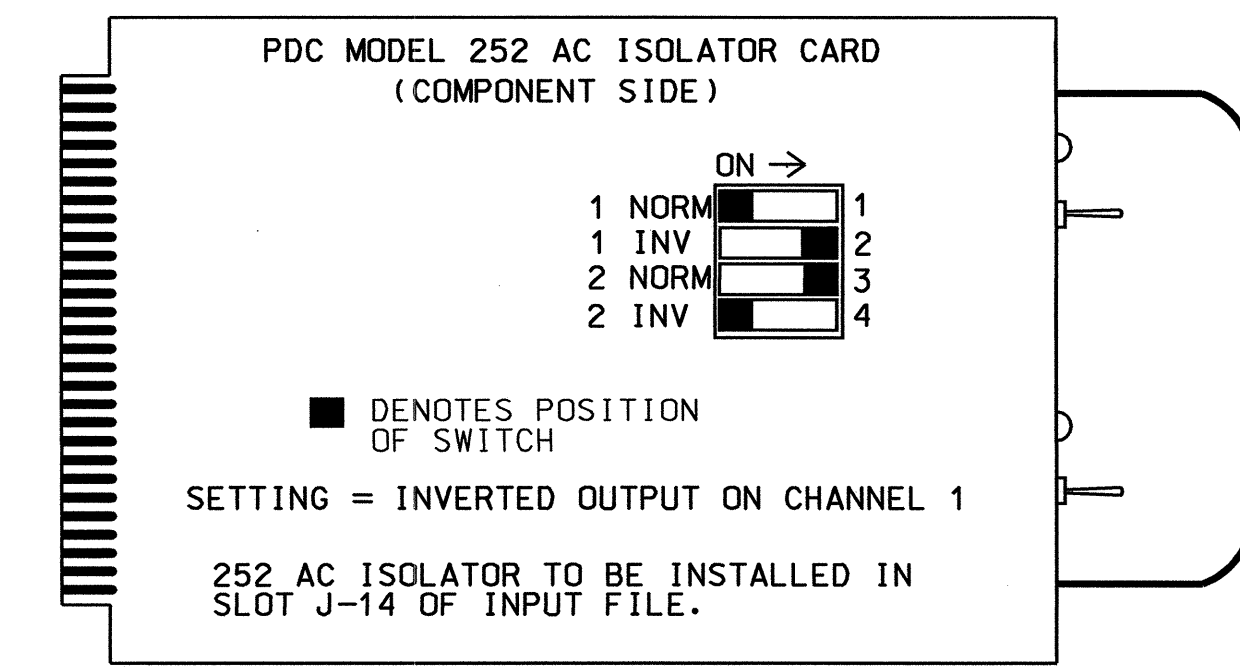 PDC MODEL 252 AC ISOLATOR CARD
(COMPONENT SIDE)
ON →
1 NORM 1
1 INV 2
2 NORM 3
2 INV 4
DENOTES POSITION
OF SWITCH
SETTING = INVERTED OUTPUT ON CHANNEL 1
252 AC ISOLATOR TO BE INSTALLED IN
SLOT J-14 OF INPUT FILE.